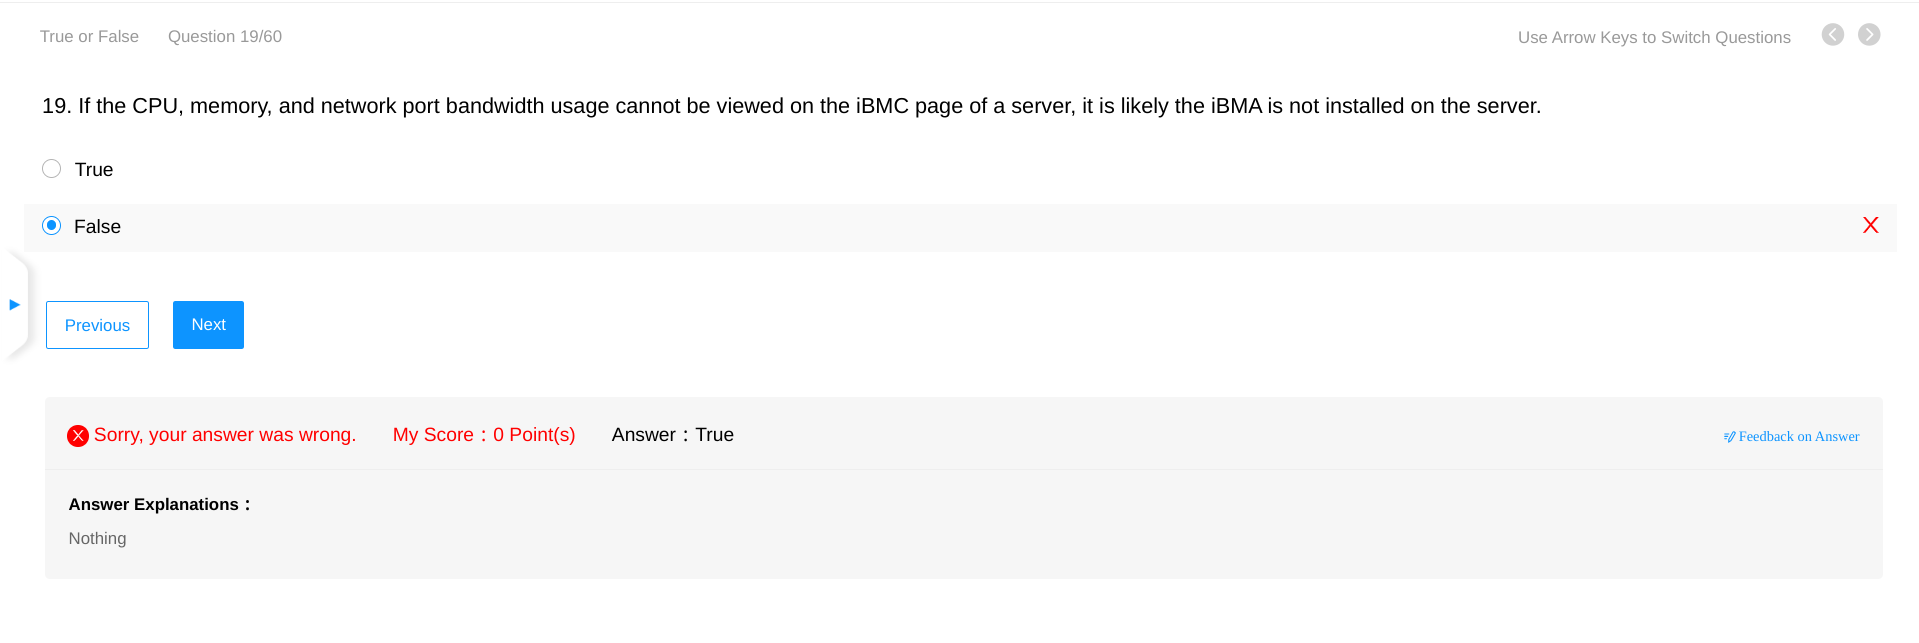 True or False Question 19/60 Use Arrow Keys to Switch Questions
19. If the CPU, memory, and network port bandwidth usage cannot be viewed on the iBMC page of a server, it is likely the iBMA is not installed on the server.
True
False
Previous Next
Sorry, your answer was wrong. My Score：0 Point(s) Answer：True Feedback on Answer
Answer Explanations：
Nothing